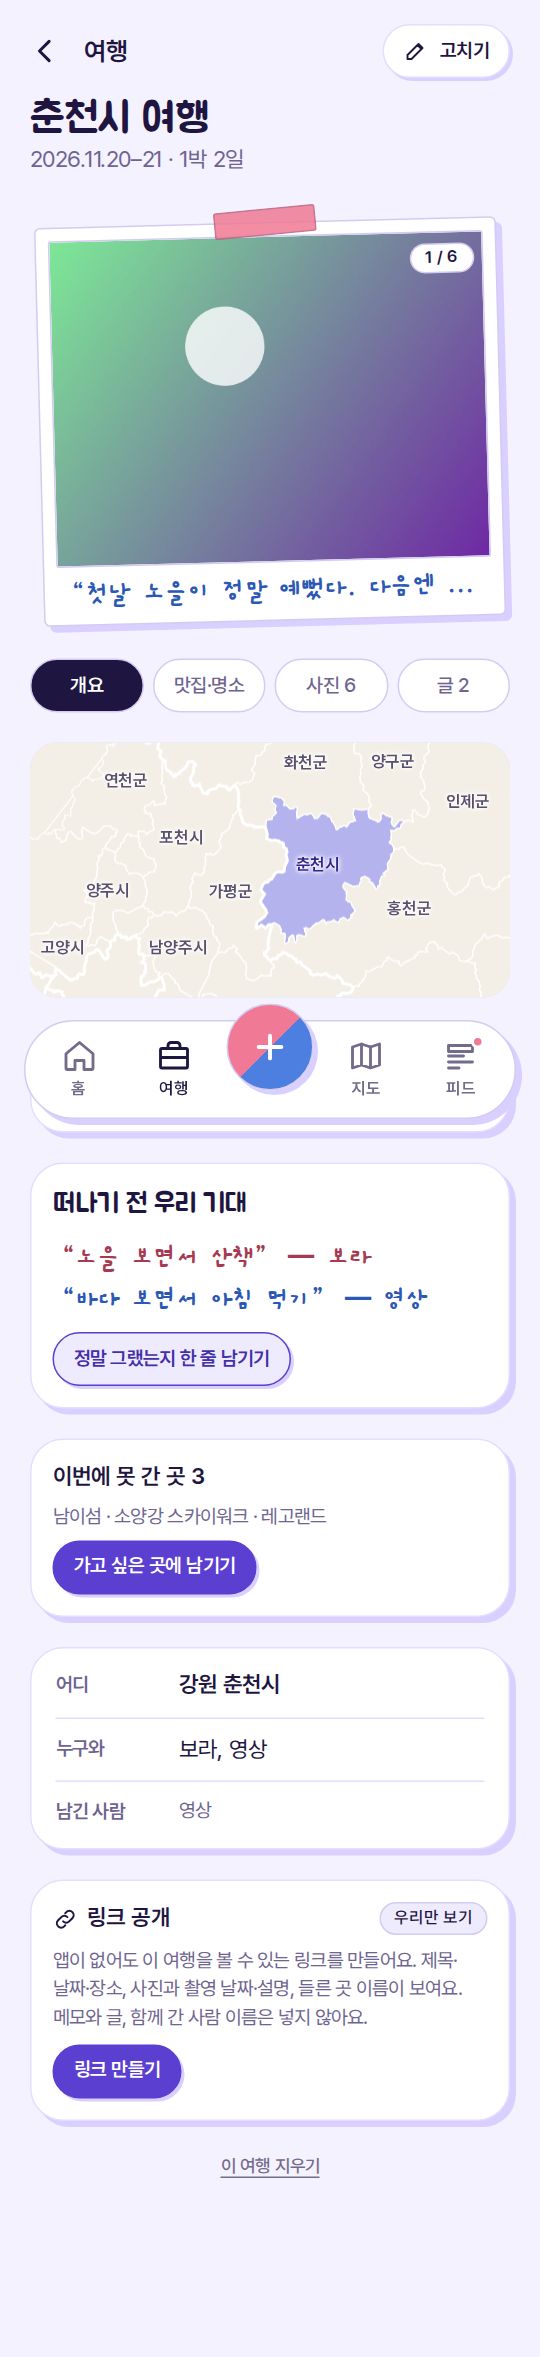 여행
고치기
춘천시 여행
2026.11.20–21 · 1박 2일
1 / 6
“첫날 노을이 정말 예뻤다. 다음엔 ...
개요
맛집·명소
사진 6
글 2
화천군
양구군
연천군
인제군
포천시
춘천시
양주시
가평군
홍천군
고양시
남양주시
홈
여행
지도
피드
떠나기 전 우리 기대
“노을 보면서 산책” — 보라
“바다 보면서 아침 먹기” — 영상
정말 그랬는지 한 줄 남기기
이번에 못 간 곳 3
남이섬 · 소양강 스카이워크 · 레고랜드
가고 싶은 곳에 남기기
어디 강원 춘천시
누구와 보라, 영상
남긴 사람 영상
링크 공개
우리만 보기
앱이 없어도 이 여행을 볼 수 있는 링크를 만들어요. 제목·
날짜·장소, 사진과 촬영 날짜·설명, 들른 곳 이름이 보여요.
메모와 글, 함께 간 사람 이름은 넣지 않아요.
링크 만들기
이 여행 지우기